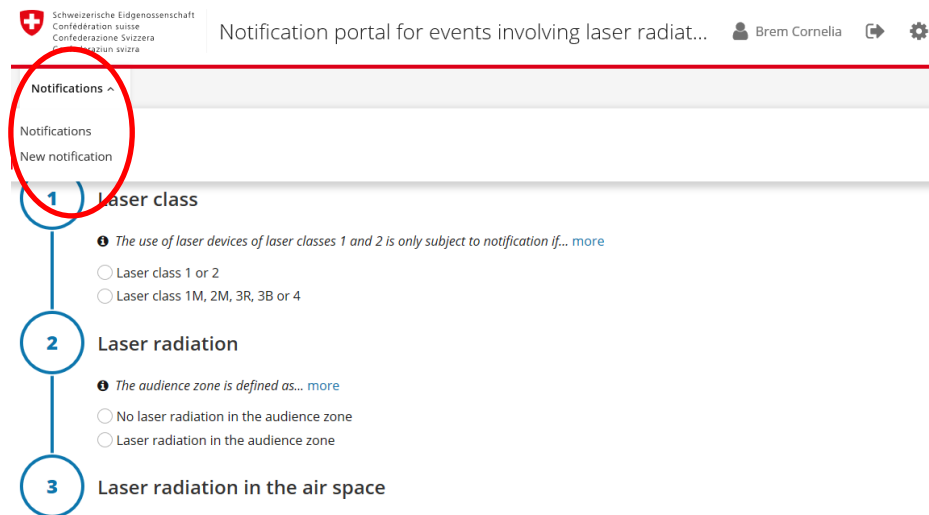 Schweizerische Eidgenossenschaft
Confédération suisse
Confederazione Svizzera
Confederaziun svizra
Notification portal for events involving laser radiat...
Brem Cornelia
Notifications
Notifications
New notification
1
Laser class
The use of laser devices of laser classes 1 and 2 is only subject to notification if... more
Laser class 1 or 2
Laser class 1M, 2M, 3R, 3B or 4
2
Laser radiation
The audience zone is defined as... more
No laser radiation in the audience zone
Laser radiation in the audience zone
3
Laser radiation in the air space